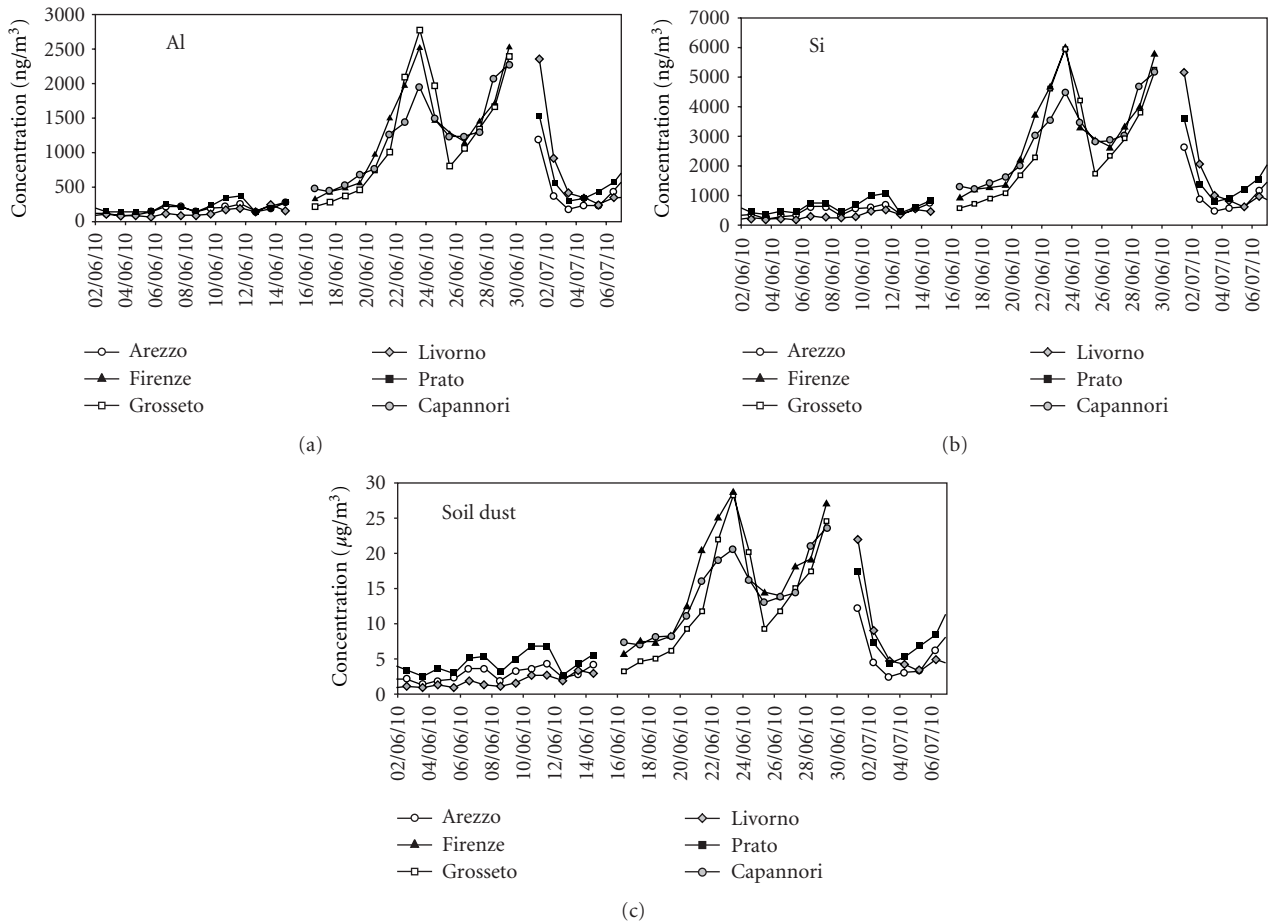 Al
Concentration (ng/m³)
3000
2500
2000
1500
1000
500
0
02/06/10
04/06/10
06/06/10
08/06/10
10/06/10
12/06/10
14/06/10
16/06/10
18/06/10
20/06/10
22/06/10
24/06/10
26/06/10
28/06/10
30/06/10
02/07/10
04/07/10
06/07/10
Arezzo
Firenze
Grosseto
Livorno
Prato
Capannori
(a)
Si
Concentration (ng/m³)
7000
6000
5000
4000
3000
2000
1000
0
02/06/10
04/06/10
06/06/10
08/06/10
10/06/10
12/06/10
14/06/10
16/06/10
18/06/10
20/06/10
22/06/10
24/06/10
26/06/10
28/06/10
30/06/10
02/07/10
04/07/10
06/07/10
Arezzo
Firenze
Grosseto
Livorno
Prato
Capannori
(b)
Soil dust
Concentration (µg/m³)
30
25
20
15
10
5
0
02/06/10
04/06/10
06/06/10
08/06/10
10/06/10
12/06/10
14/06/10
16/06/10
18/06/10
20/06/10
22/06/10
24/06/10
26/06/10
28/06/10
30/06/10
02/07/10
04/07/10
06/07/10
Arezzo
Firenze
Grosseto
Livorno
Prato
Capannori
(c)